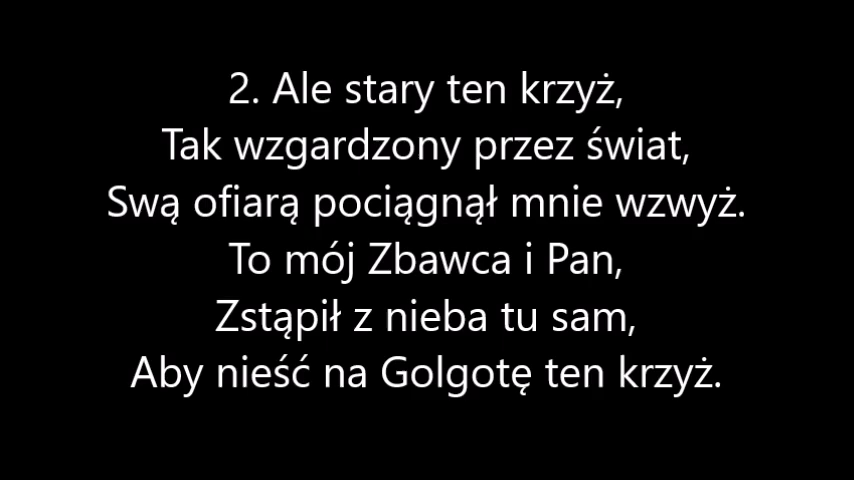 2. Ale stary ten krzyż,
Tak wzgardzony przez świat,
Swą ofiarą pociągnął mnie wzwyż.
To mój Zbawca i Pan,
Zstąpił z nieba tu sam,
Aby nieść na Golgotę ten krzyż.